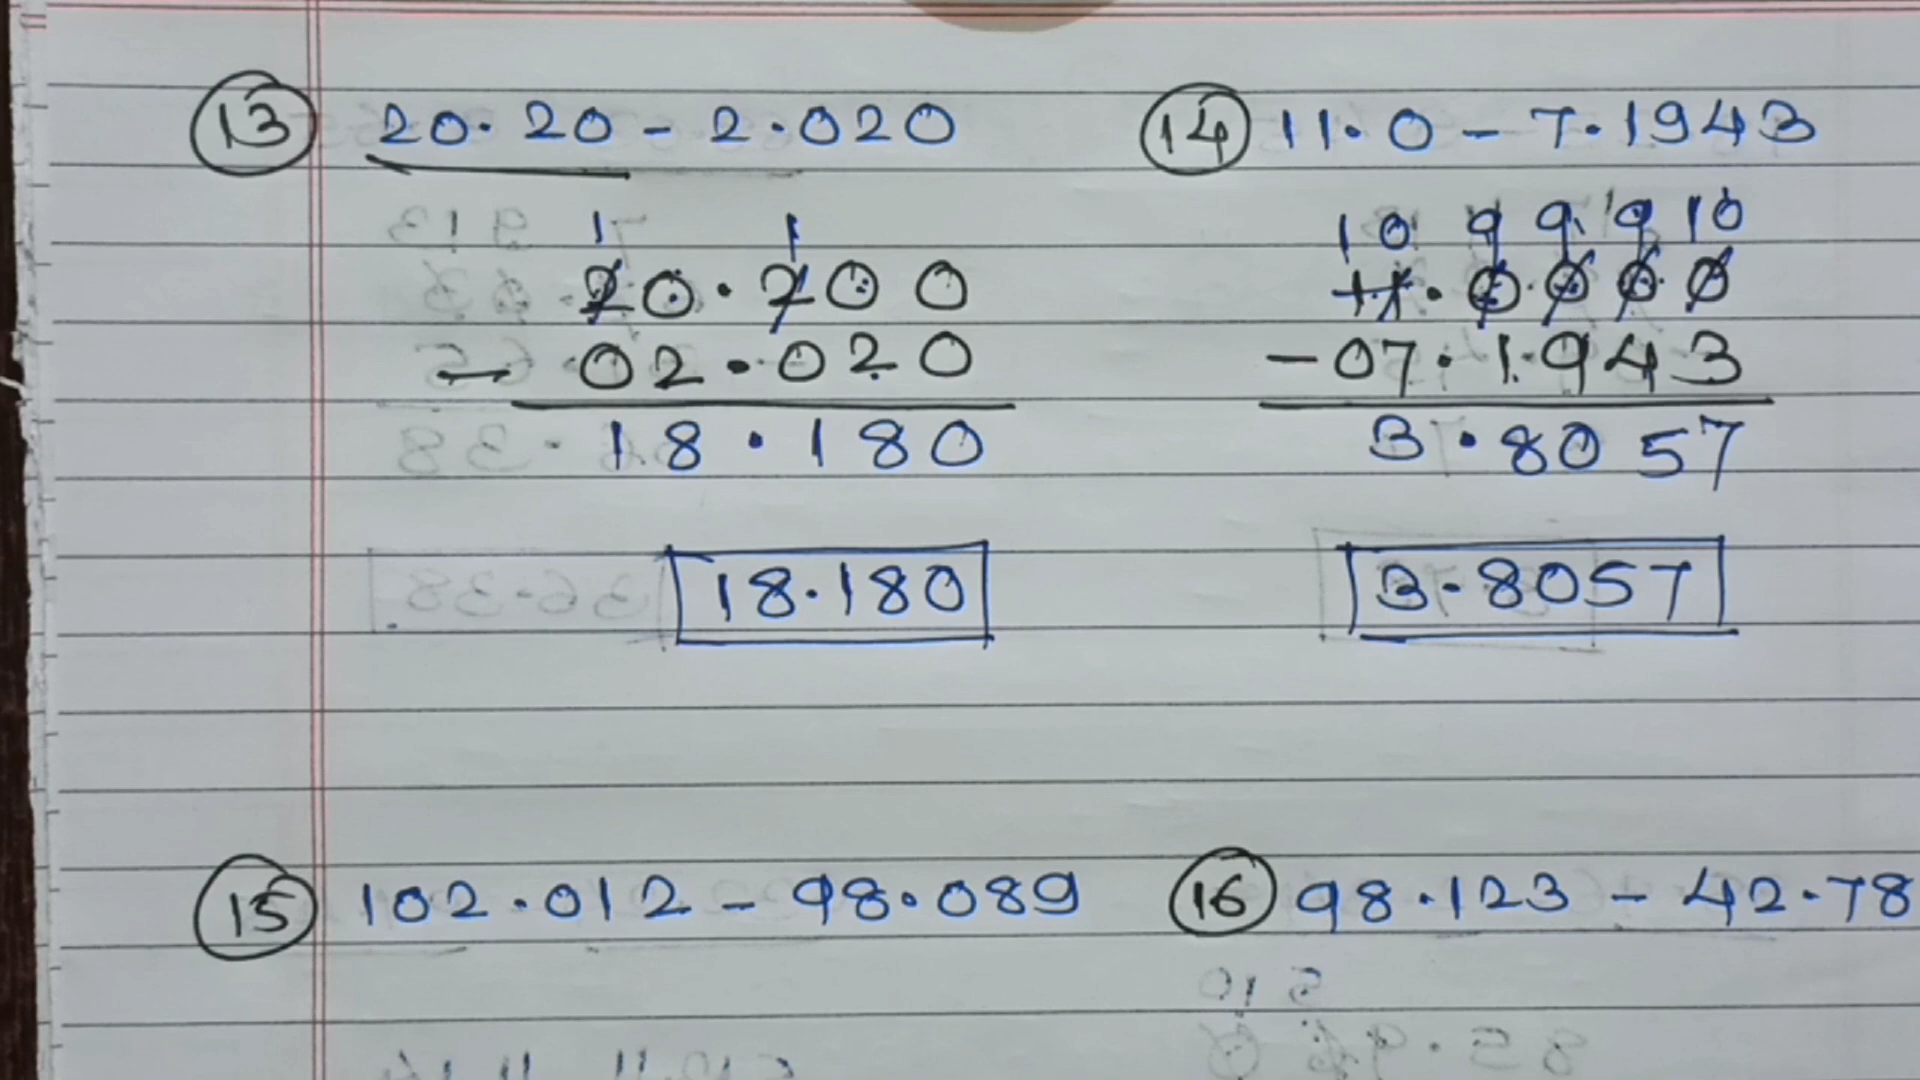 13 20.20 - 2.020
1 1
20.200
- 02.020
18.180
18.180
14 11.0 - 7.1943
10 9 9 9 10
11.0000
- 07.1943
3.8057
3.8057
15 102.012 - 98.089
16 98.123 - 42.78